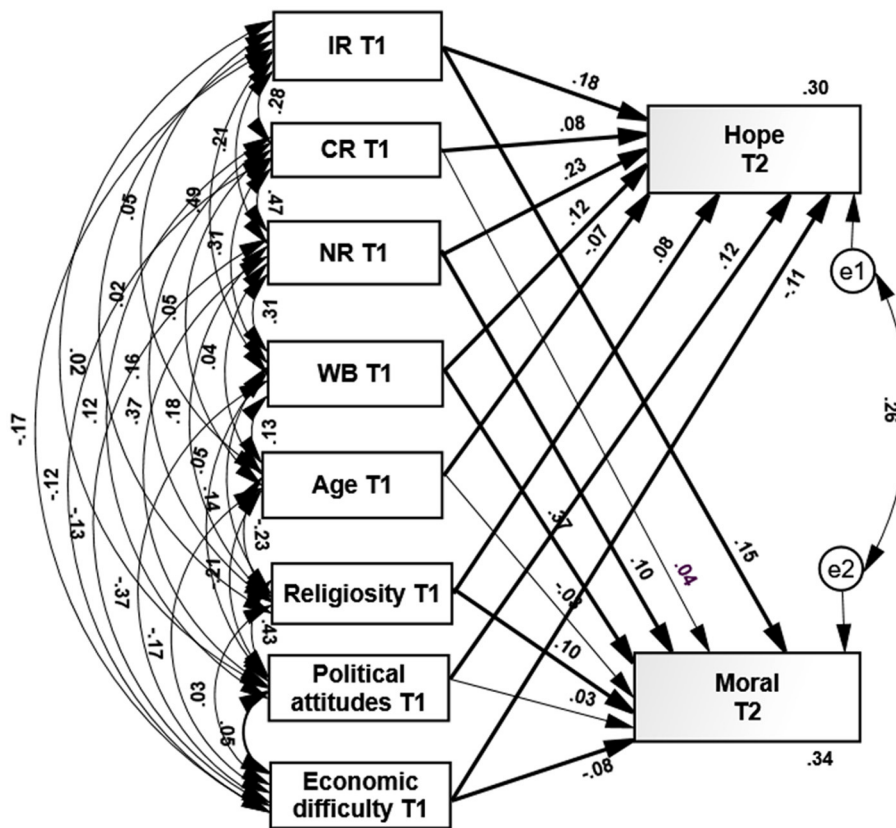 IR T1
CR T1
NR T1
WB T1
Age T1
Religiosity T1
Political
attitudes T1
Economic
difficulty T1
Hope
T2
.30
Moral
T2
.34
e1
e2
.26
.18
.08
.23
.12
-.07
.08
.12
-.11
.37
.10
.04
.15
-.03
.10
.03
-.08
.28
.21
.47
.49
.05
.31
.31
.02
.05
.04
.02
.16
.13
.12
.37
.18
.05
-.17
-.12
.14
-.23
-.13
-.21
-.37
.43
-.17
.03
.05